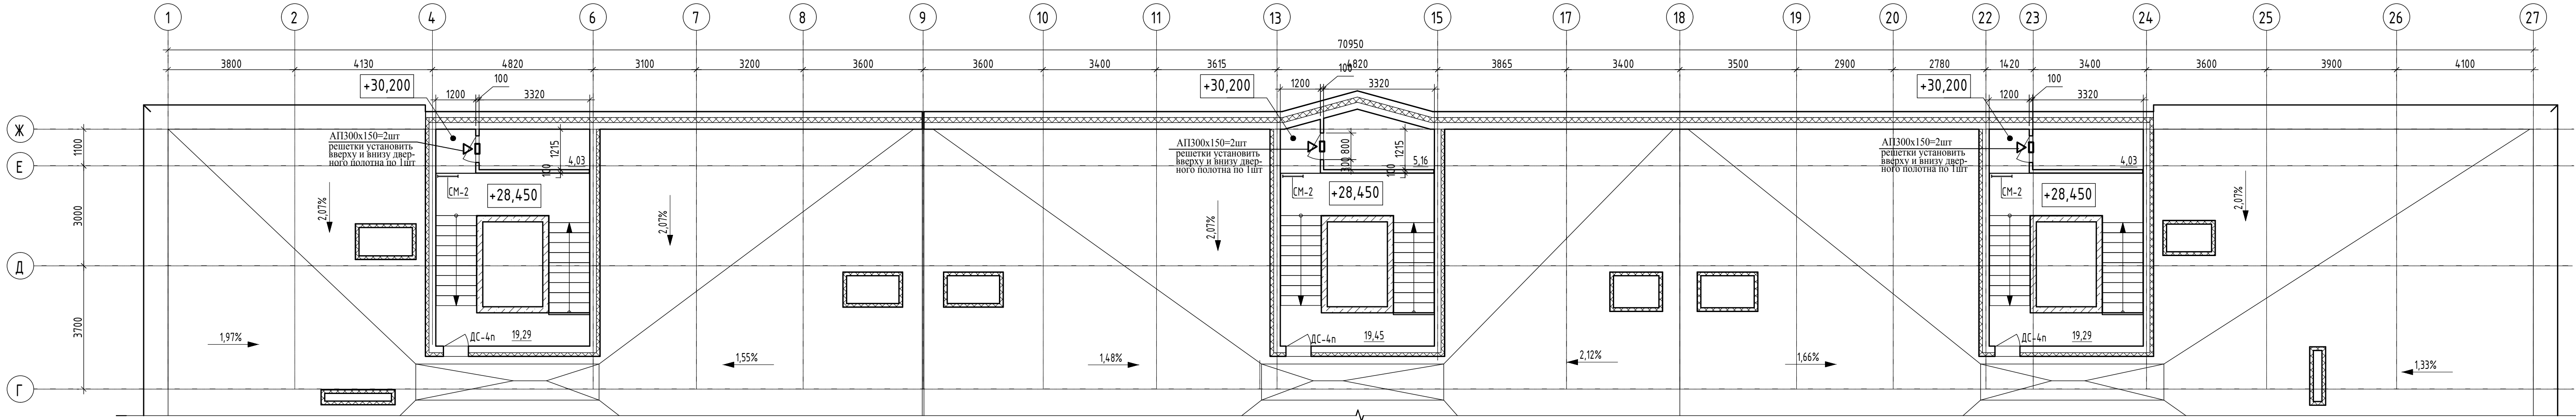 1 2 4 6 7 8 9 10 11 13 15 17 18 19 20 22 23 24 25 26 27
70950
3800 4130 4820 3100 3200 3600 3600 3400 3615 4820 3865 3400 3500 2900 2780 1420 3400 3600 3900 4100
+30,200 100 +30,200 100 +30,200 100
1200 3320 1200 3320 1200 3320
Ж
1100
Е
3000
Д
3700
Г
АП300х150=2шт
решетки установить
вверху и внизу двер-
ного полотна по 1шт
1215
100
4,03
СМ-2
+28,450
2,07%
2,07%
ДС-4п
19,29
1,97%
1,55%
АП300х150=2шт
решетки установить
вверху и внизу двер-
ного полотна по 1шт
300 800
1215
100
5,16
СМ-2
+28,450
2,07%
ДС-4п
19,45
1,48%
2,12%
АП300х150=2шт
решетки установить
вверху и внизу двер-
ного полотна по 1шт
4,03
СМ-2
+28,450
2,07%
ДС-4п
19,29
1,66%
1,33%